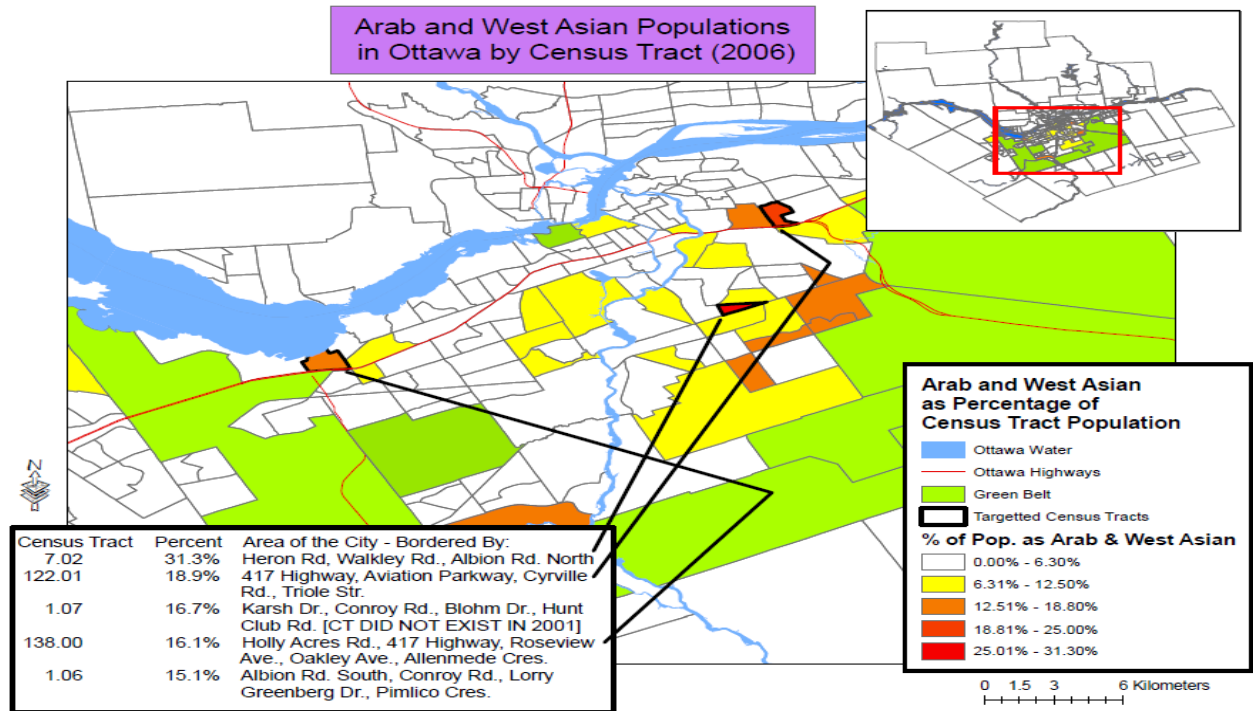 Arab and West Asian Populations
in Ottawa by Census Tract (2006)
N
Arab and West Asian
as Percentage of
Census Tract Population
Ottawa Water
Ottawa Highways
Green Belt
Targetted Census Tracts
% of Pop. as Arab & West Asian
0.00% - 6.30%
6.31% - 12.50%
12.51% - 18.80%
18.81% - 25.00%
25.01% - 31.30%
Census Tract Percent Area of the City - Bordered By:
7.02 31.3% Heron Rd, Walkley Rd., Albion Rd. North
122.01 18.9% 417 Highway, Aviation Parkway, Cyrville
Rd., Triole Str.
1.07 16.7% Karsh Dr., Conroy Rd., Blohm Dr., Hunt
Club Rd. [CT DID NOT EXIST IN 2001]
138.00 16.1% Holly Acres Rd., 417 Highway, Roseview
Ave., Oakley Ave., Allenmede Cres.
1.06 15.1% Albion Rd. South, Conroy Rd., Lorry
Greenberg Dr., Pimlico Cres.
0 1.5 3 6 Kilometers